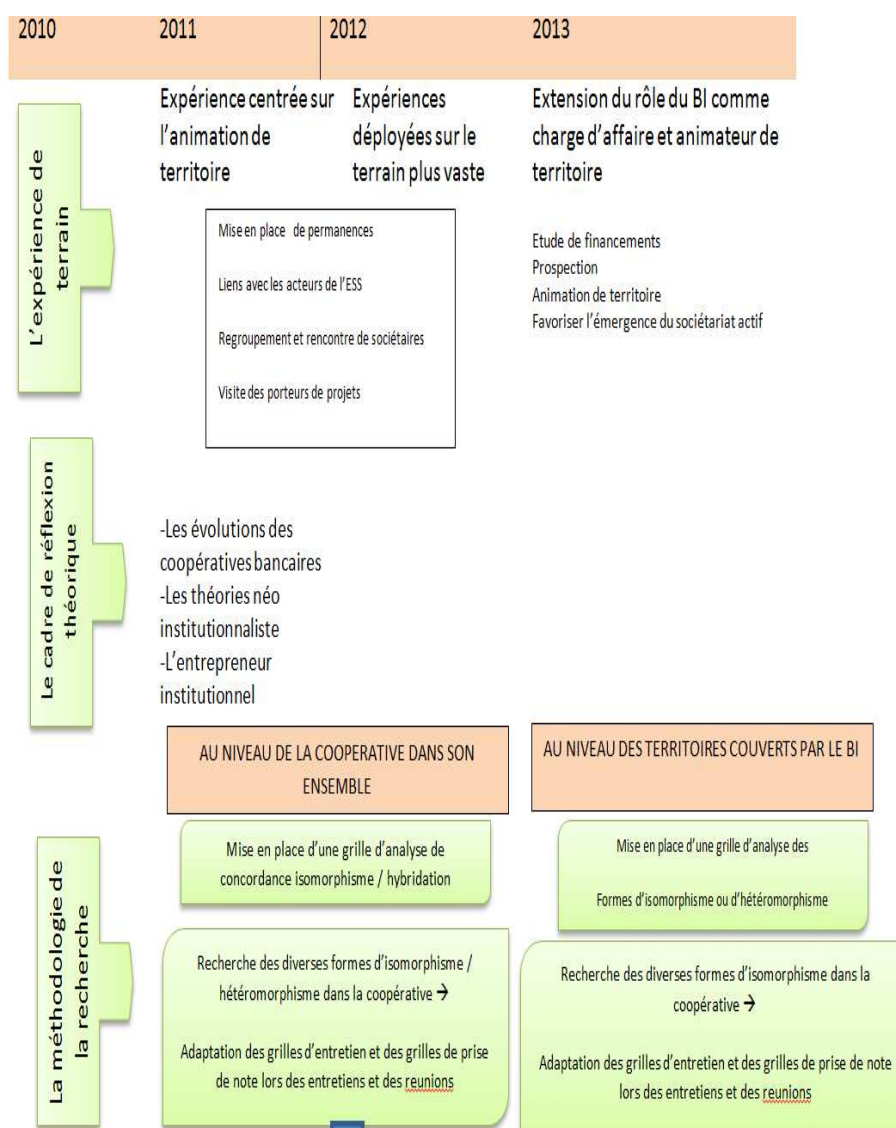 2010 2011 2012 2013
L'expérience de
terrain
Expérience centrée sur
l'animation de
territoire
Expériences
déployées sur le
terrain plus vaste
Extension du rôle du BI comme
charge d'affaire et animateur de
territoire
Mise en place de permanences
Liens avec les acteurs de l'ESS
Regroupement et rencontre de sociétaires
Visite des porteurs de projets
Etude de financements
Prospection
Animation de territoire
Favoriser l'émergence du sociétariat actif
Le cadre de réflexion
théorique
-Les évolutions des
coopératives bancaires
-Les théories néo
institutionnaliste
-L'entrepreneur
institutionnel
La méthodologie de
la recherche
AU NIVEAU DE LA COOPERATIVE DANS SON
ENSEMBLE
Mise en place d'une grille d'analyse de
concordance isomorphisme / hybridation
Recherche des diverses formes d'isomorphisme /
hétéromorphisme dans la coopérative →
Adaptation des grilles d'entretien et des grilles de prise
de note lors des entretiens et des reunions
AU NIVEAU DES TERRITOIRES COUVERTS PAR LE BI
Mise en place d'une grille d'analyse des
Formes d'isomorphisme ou d'hétéromorphisme
Recherche des diverses formes d'isomorphisme dans la
coopérative →
Adaptation des grilles d'entretien et des grilles de prise de note
lors des entretiens et des reunions